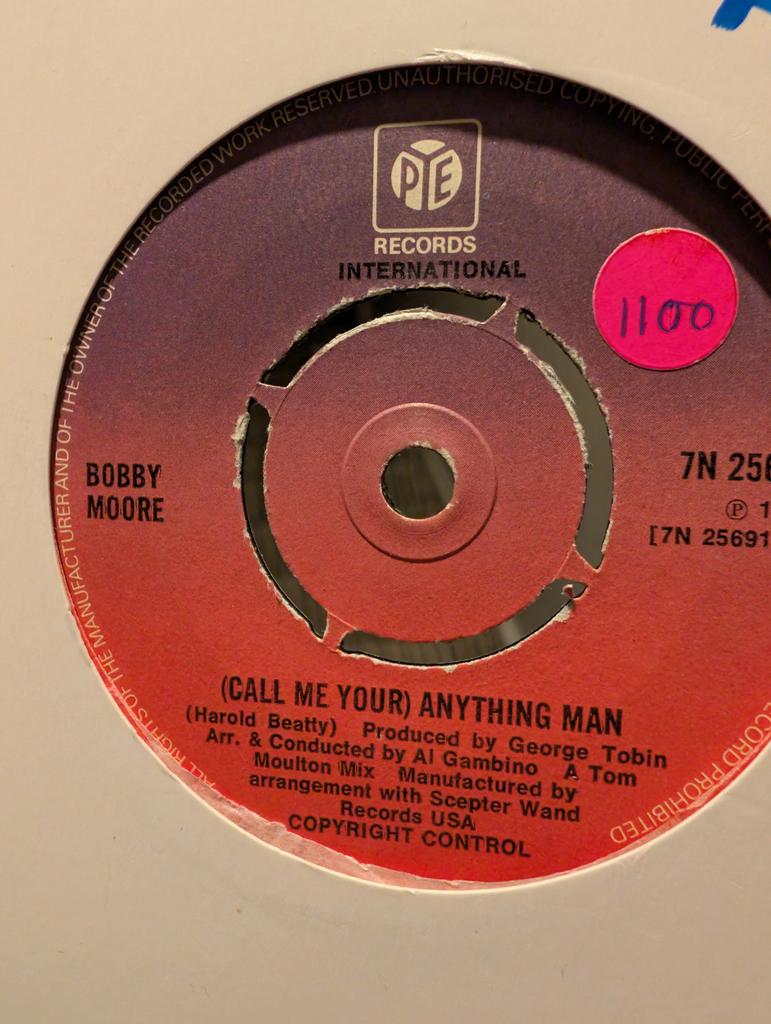 ALL RIGHTS OF THE MANUFACTURER AND OF THE OWNER OF THE RECORDED WORK RESERVED. UNAUTHORISED COPYING, PUBLIC
RECORD PROHIBITED
PYE
RECORDS
INTERNATIONAL
1100
BOBBY
MOORE
7N 256
℗ 1
[7N 25691
(CALL ME YOUR) ANYTHING MAN
(Harold Beatty) Produced by George Tobin
Arr. & Conducted by Al Gambino A Tom
Moulton Mix Manufactured by
arrangement with Scepter Wand
Records USA
COPYRIGHT CONTROL